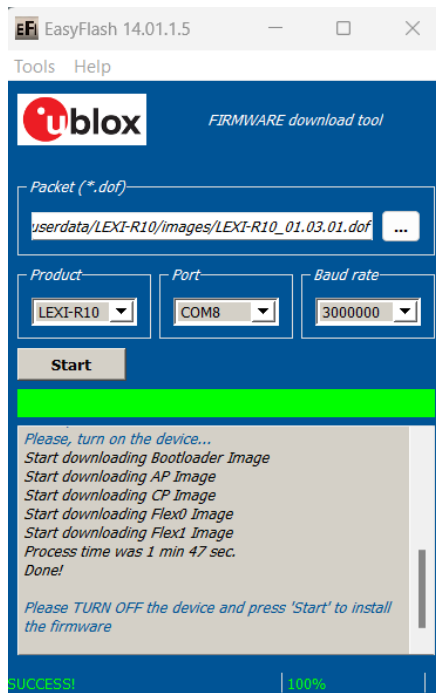 EFI EasyFlash 14.01.1.5
Tools Help
ublox FIRMWARE download tool
Packet (*.dof)
userdata/LEXI-R10/images/LEXI-R10_01.03.01.dof ...
Product Port Baud rate
LEXI-R10 COM8 3000000
Start
Please, turn on the device...
Start downloading Bootloader Image
Start downloading AP Image
Start downloading CP Image
Start downloading Flex0 Image
Start downloading Flex1 Image
Process time was 1 min 47 sec.
Done!
Please TURN OFF the device and press 'Start' to install
the firmware
SUCCESS! 100%